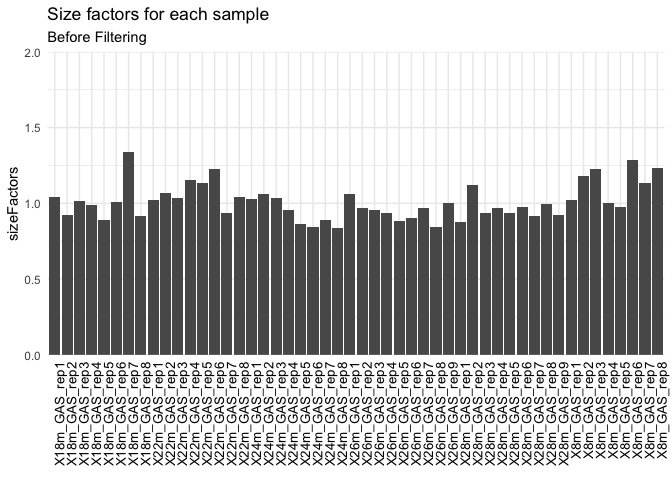 Size factors for each sample
Before Filtering
2.0
1.5
1.0
0.5
0.0
sizeFactors
X18m_GAS_rep1
X18m_GAS_rep2
X18m_GAS_rep3
X18m_GAS_rep4
X18m_GAS_rep5
X18m_GAS_rep6
X18m_GAS_rep7
X18m_GAS_rep8
X22m_GAS_rep1
X22m_GAS_rep2
X22m_GAS_rep3
X22m_GAS_rep4
X22m_GAS_rep5
X22m_GAS_rep6
X22m_GAS_rep7
X22m_GAS_rep8
X24m_GAS_rep1
X24m_GAS_rep2
X24m_GAS_rep3
X24m_GAS_rep4
X24m_GAS_rep5
X24m_GAS_rep6
X24m_GAS_rep7
X24m_GAS_rep8
X26m_GAS_rep1
X26m_GAS_rep2
X26m_GAS_rep3
X26m_GAS_rep4
X26m_GAS_rep5
X26m_GAS_rep6
X26m_GAS_rep7
X26m_GAS_rep8
X26m_GAS_rep9
X28m_GAS_rep1
X28m_GAS_rep2
X28m_GAS_rep3
X28m_GAS_rep4
X28m_GAS_rep5
X28m_GAS_rep6
X28m_GAS_rep7
X28m_GAS_rep8
X28m_GAS_rep9
X8m_GAS_rep1
X8m_GAS_rep2
X8m_GAS_rep3
X8m_GAS_rep4
X8m_GAS_rep5
X8m_GAS_rep6
X8m_GAS_rep7
X8m_GAS_rep8